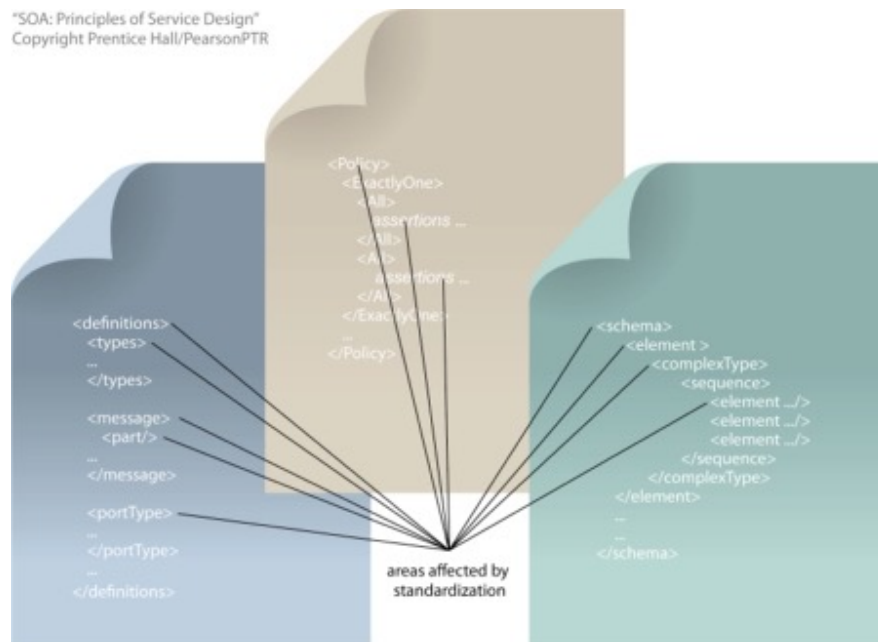 "SOA: Principles of Service Design"
Copyright Prentice Hall/PearsonPTR
<Policy>
<ExactlyOne>
<All>
assertions ...
</All>
<All>
assertions ...
</All>
</ExactlyOne>
...
</Policy>
<definitions>
<types>
...
</types>
<message>
<part/>
...
</message>
<portType>
...
</portType>
...
</definitions>
<schema>
<element >
<complexType>
<sequence>
<element .../>
<element .../>
<element .../>
</sequence>
</complexType>
</element>
...
...
</schema>
areas affected by
standardization